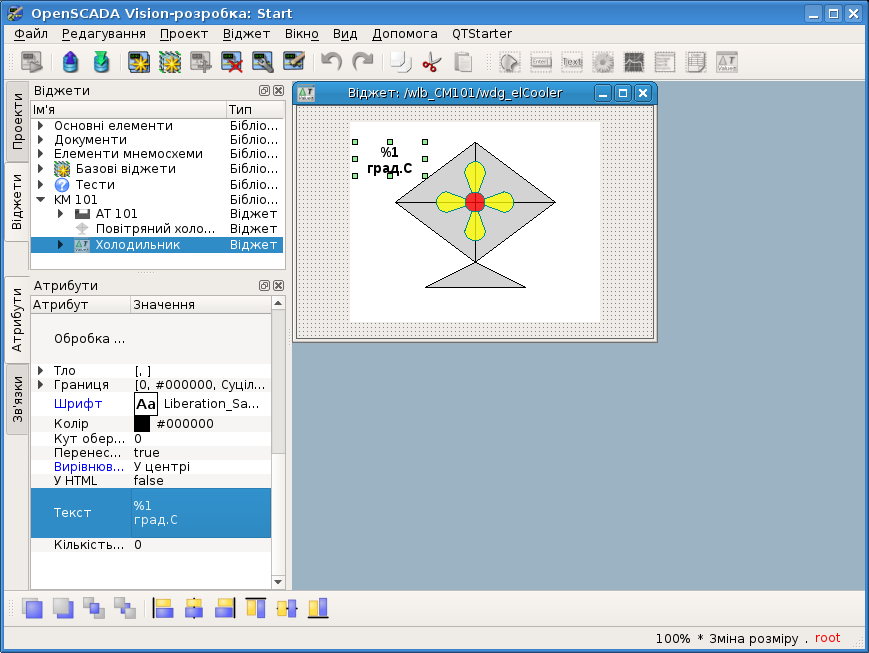 OpenSCADA Vision-розробка: Start
Файл Редагування Проект Віджет Вікно Вид Допомога QTStarter
Проекти
Віджети
Віджети
Ім'я Тип
Основні елементи Бібліо...
Документи Бібліо...
Елементи мнемосхеми Бібліо...
Базові віджети Бібліо...
Тести Бібліо...
КМ 101 Бібліо...
АТ 101 Віджет
Повітряний холо... Віджет
Холодильник Віджет
Атрибути
Зв'язки
Атрибути
Атрибут Значення
Обробка ...
Тло [, ]
Границя [0, #000000, Суціл...
Шрифт Aa Liberation_Sa...
Колір #000000
Кут обер... 0
Перенес... true
Вирівнюв... У центрі
У HTML false
Текст %1
град.С
Кількість... 0
Віджет: /wlb_CM101/wdg_elCooler
%1
град.С
100% * Зміна розміру . root